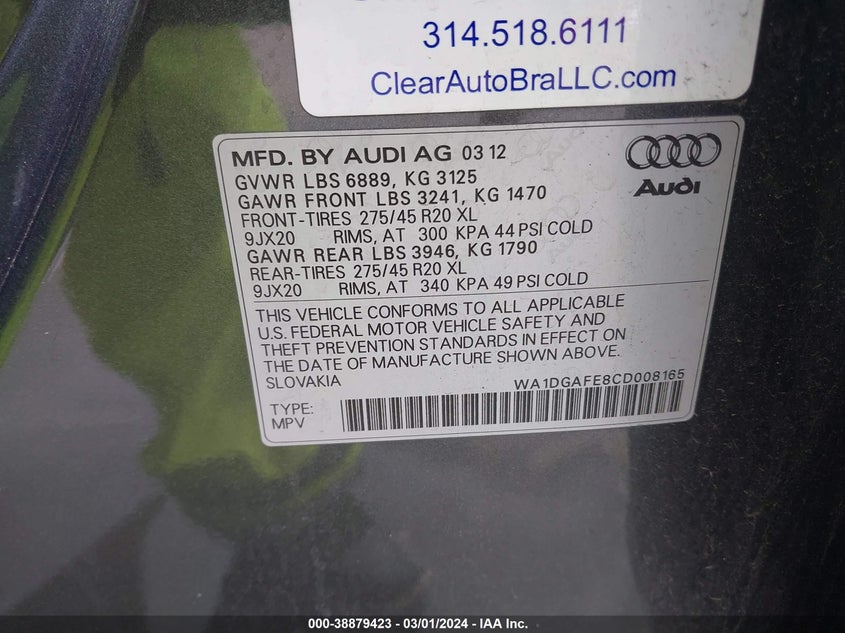 314.518.6111
ClearAutoBraLLC.com
MFD. BY AUDI AG 03 12
Audi
GVWR LBS 6889, KG 3125
GAWR FRONT LBS 3241, KG 1470
FRONT-TIRES 275/45 R20 XL
9JX20 RIMS, AT 300 KPA 44 PSI COLD
GAWR REAR LBS 3946, KG 1790
REAR-TIRES 275/45 R20 XL
9JX20 RIMS, AT 340 KPA 49 PSI COLD
THIS VEHICLE CONFORMS TO ALL APPLICABLE
U.S. FEDERAL MOTOR VEHICLE SAFETY AND
THEFT PREVENTION STANDARDS IN EFFECT ON
THE DATE OF MANUFACTURE SHOWN ABOVE.
SLOVAKIA WA1DGAFE8CD008165
TYPE:
MPV
000-38879423 - 03/01/2024 - IAA Inc.